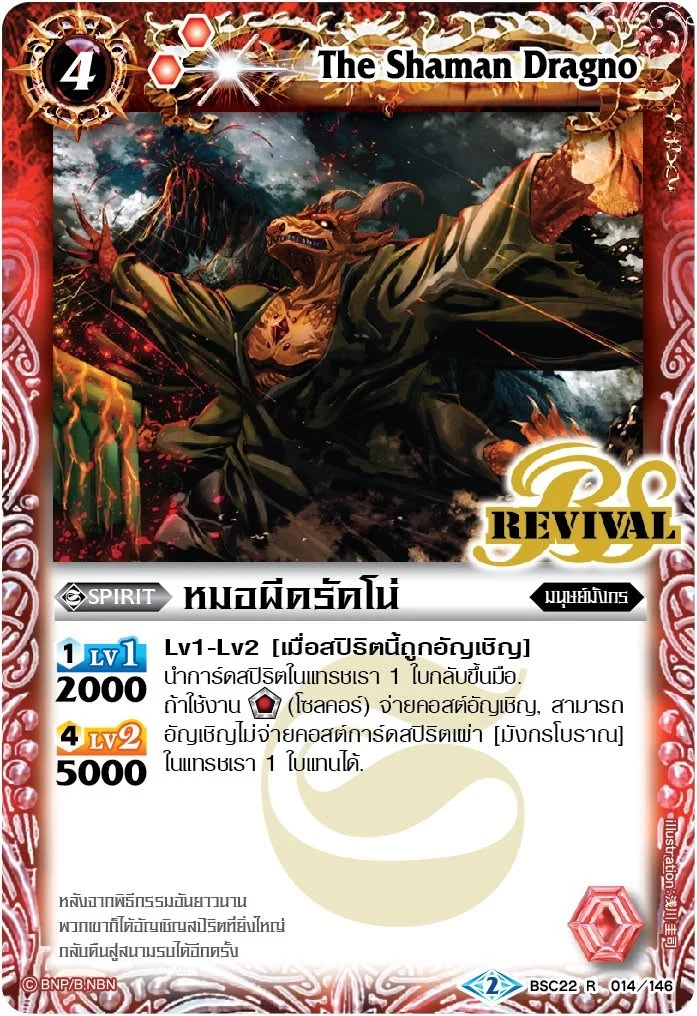 4
The Shaman Dragno
BS
REVIVAL
SPIRIT
หมอผีดรัคโน่
มนุษย์มังกร
1 LV1
2000
4 LV2
5000
Lv1-Lv2 [เมื่อสปิริตนี้ถูกอัญเชิญ]
นำการ์ดสปิริตในแทรชเรา 1 ใบกลับขึ้นมือ.
ถ้าใช้งาน (โซลคอร์) จ่ายคอสต์อัญเชิญ, สามารถ
อัญเชิญไม่จ่ายคอสต์การ์ดสปิริตเผ่า [มังกรโบราณ]
ในแทรชเรา 1 ใบแทนได้.
หลังจากพิธีกรรมอันยาวนาน
พวกเขาก็ได้อัญเชิญสปิริตที่ยิ่งใหญ่
กลับคืนสู่สนามรบได้อีกครั้ง
illustration:浅川 圭司
©BNP/B,NBN
2
BSC22 R 014/146